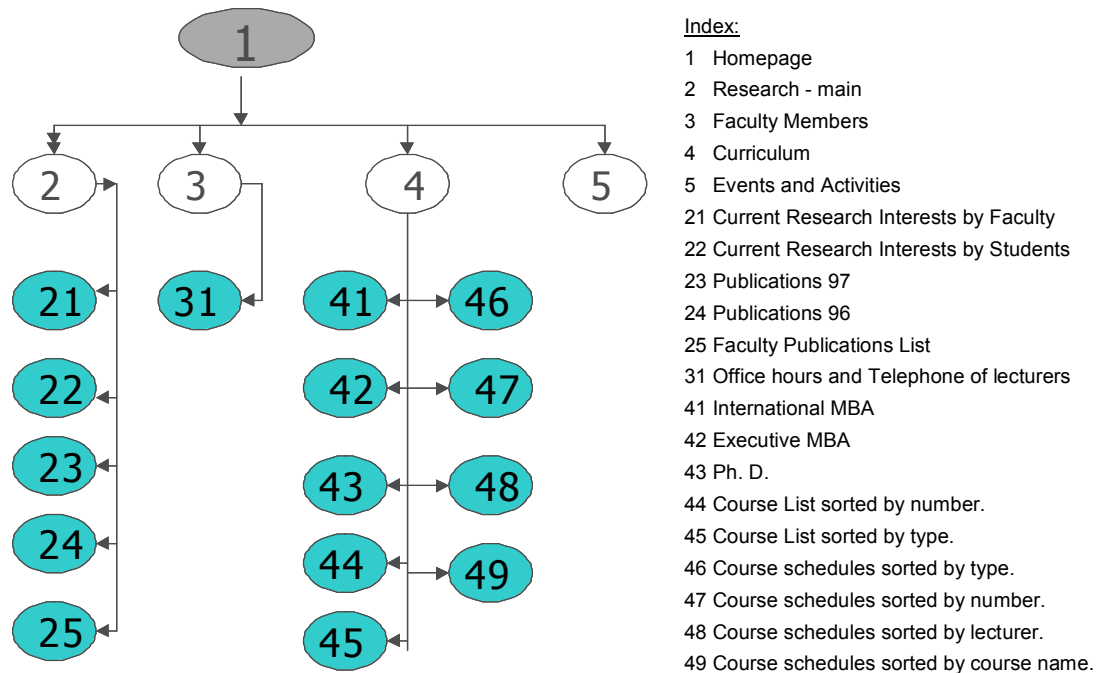 1
2
3
4
5
21
31
41
46
22
42
47
23
43
48
24
44
49
25
45
Index:
1 Homepage
2 Research - main
3 Faculty Members
4 Curriculum
5 Events and Activities
21 Current Research Interests by Faculty
22 Current Research Interests by Students
23 Publications 97
24 Publications 96
25 Faculty Publications List
31 Office hours and Telephone of lecturers
41 International MBA
42 Executive MBA
43 Ph. D.
44 Course List sorted by number.
45 Course List sorted by type.
46 Course schedules sorted by type.
47 Course schedules sorted by number.
48 Course schedules sorted by lecturer.
49 Course schedules sorted by course name.